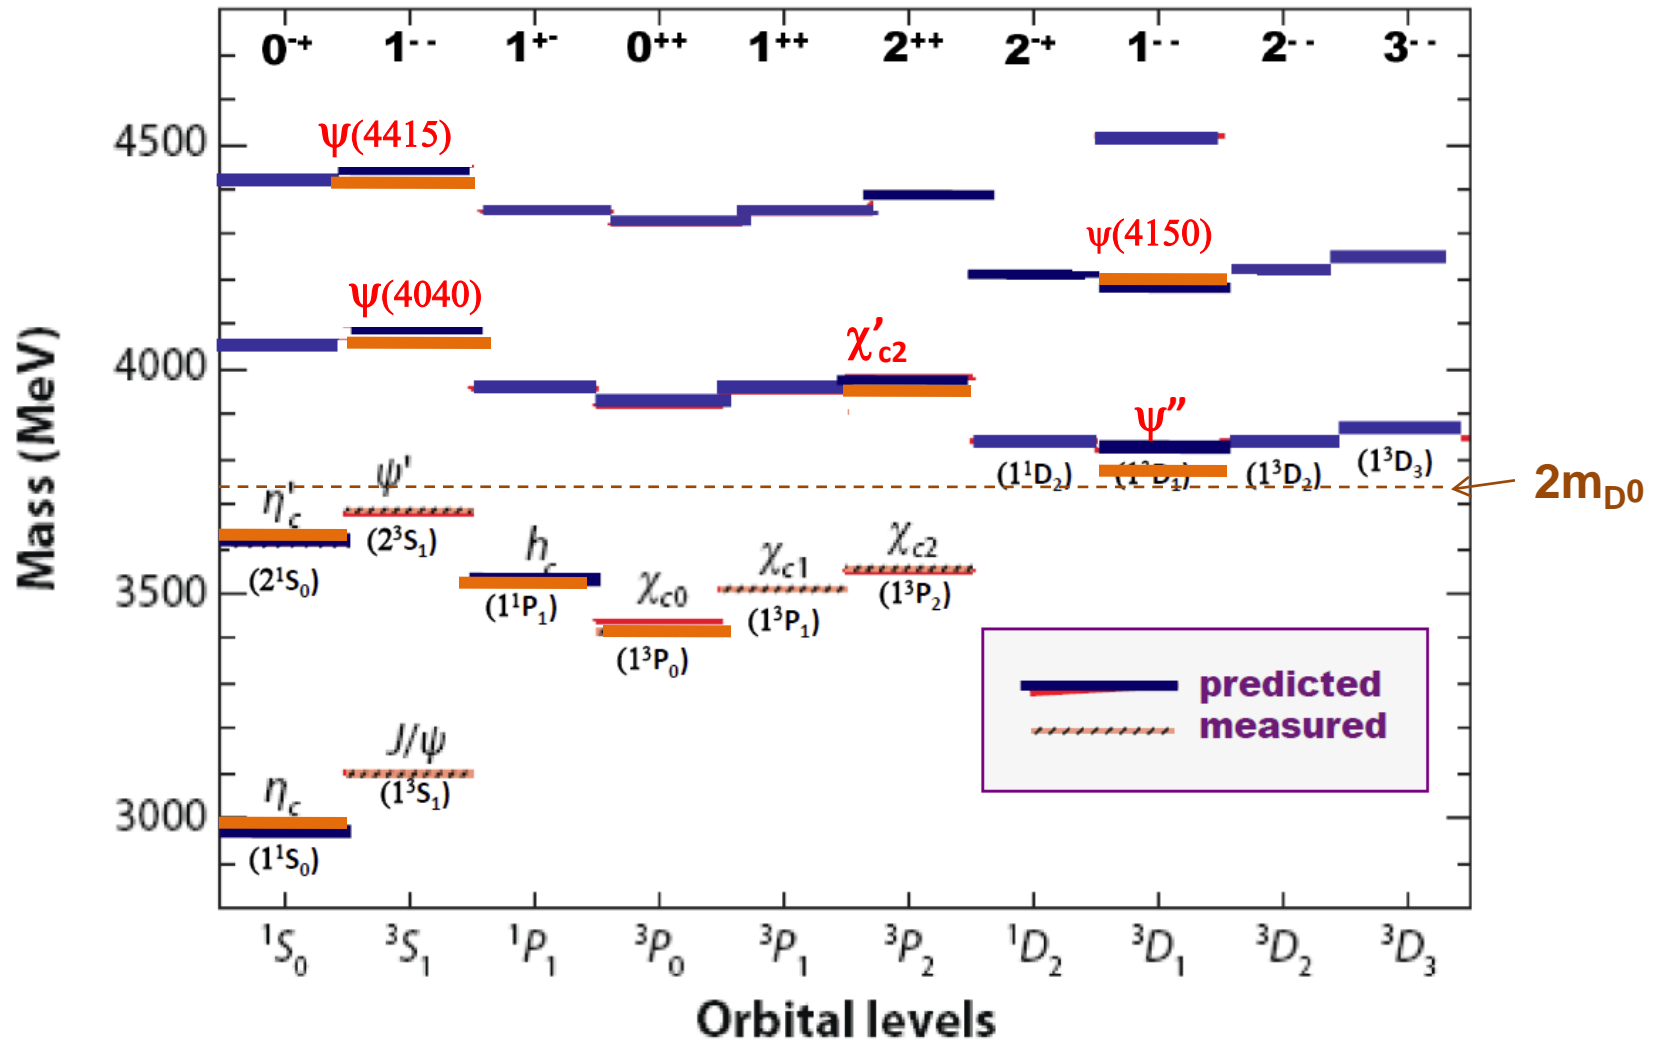 0⁻⁺ 1⁻⁻ 1⁺⁻ 0⁺⁺ 1⁺⁺ 2⁺⁺ 2⁻⁺ 1⁻⁻ 2⁻⁻ 3⁻⁻
4500
ψ(4415)
ψ(4150)
ψ(4040)
4000
χ′c2
ψ”
(1¹D₂) (1³D₁) (1³D₂) (1³D₃)
2mD0
η'c
ψ'
(2¹S₀)
(2³S₁)
3500
hc
(1¹P₁)
χc0
(1³P₀)
χc1
(1³P₁)
χc2
(1³P₂)
predicted
measured
J/ψ
(1³S₁)
3000
ηc
(1¹S₀)
Mass (MeV)
¹S₀ ³S₁ ¹P₁ ³P₀ ³P₁ ³P₂ ¹D₂ ³D₁ ³D₂ ³D₃
Orbital levels